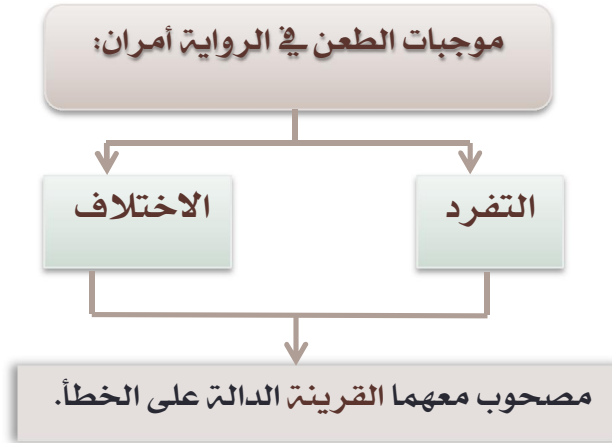 موجبات الطعن في الرواية أمران:
التفرد
الاختلاف
مصحوب معهما القرينة الدالة على الخطأ.